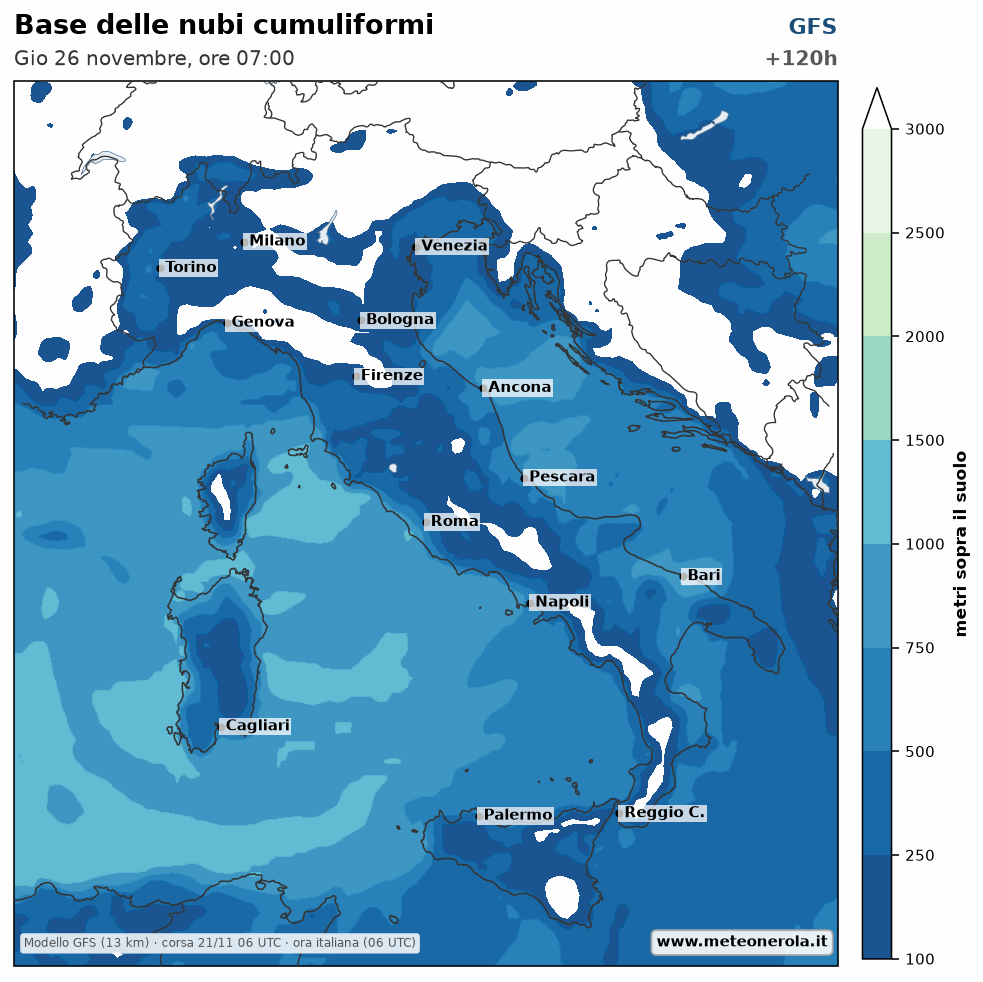 Base delle nubi cumuliformi
GFS
Gio 26 novembre, ore 07:00
+120h
3000
2500
2000
1500
1000
750
500
250
100
metri sopra il suolo
Milano
Venezia
Torino
Genova
Bologna
Firenze
Ancona
Pescara
Roma
Bari
Napoli
Cagliari
Palermo
Reggio C.
Modello GFS (13 km) · corsa 21/11 06 UTC · ora italiana (06 UTC)
www.meteonerola.it